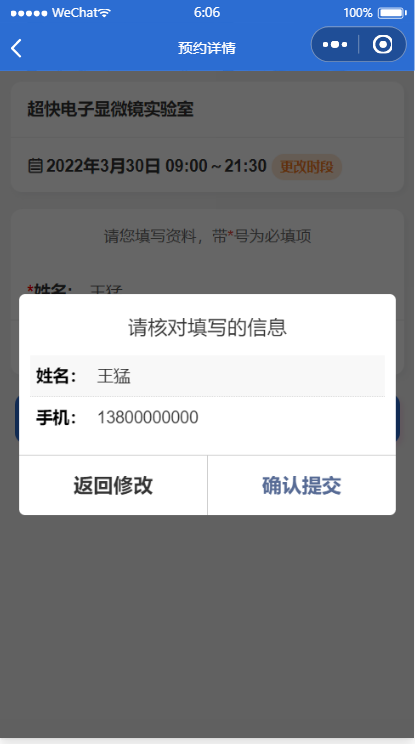 WeChat 6:06 100%
预约详情
超快电子显微镜实验室
2022年3月30日 09:00～21:30 更改时段
请您填写资料，带*号为必填项
*姓名： 王猛
请核对填写的信息
姓名： 王猛
手机： 13800000000
返回修改 确认提交